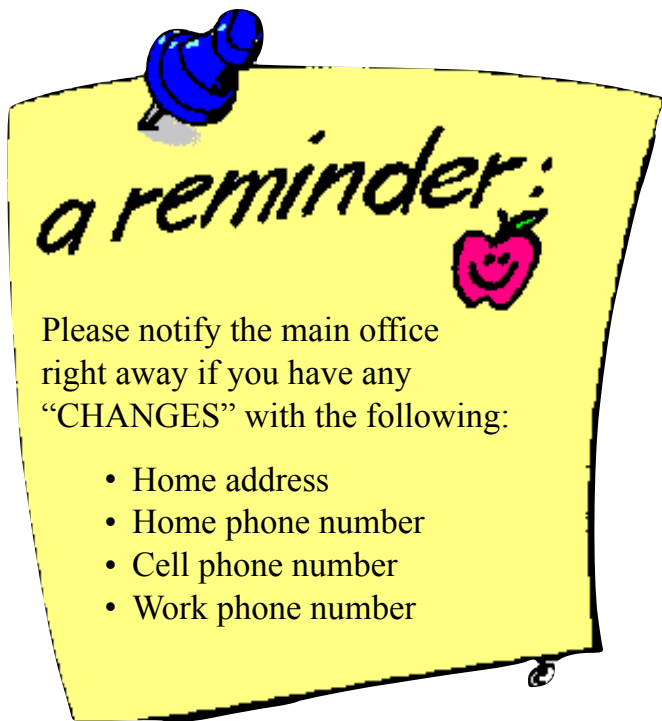 a reminder:
Please notify the main office
right away if you have any
“CHANGES” with the following:
• Home address
• Home phone number
• Cell phone number
• Work phone number